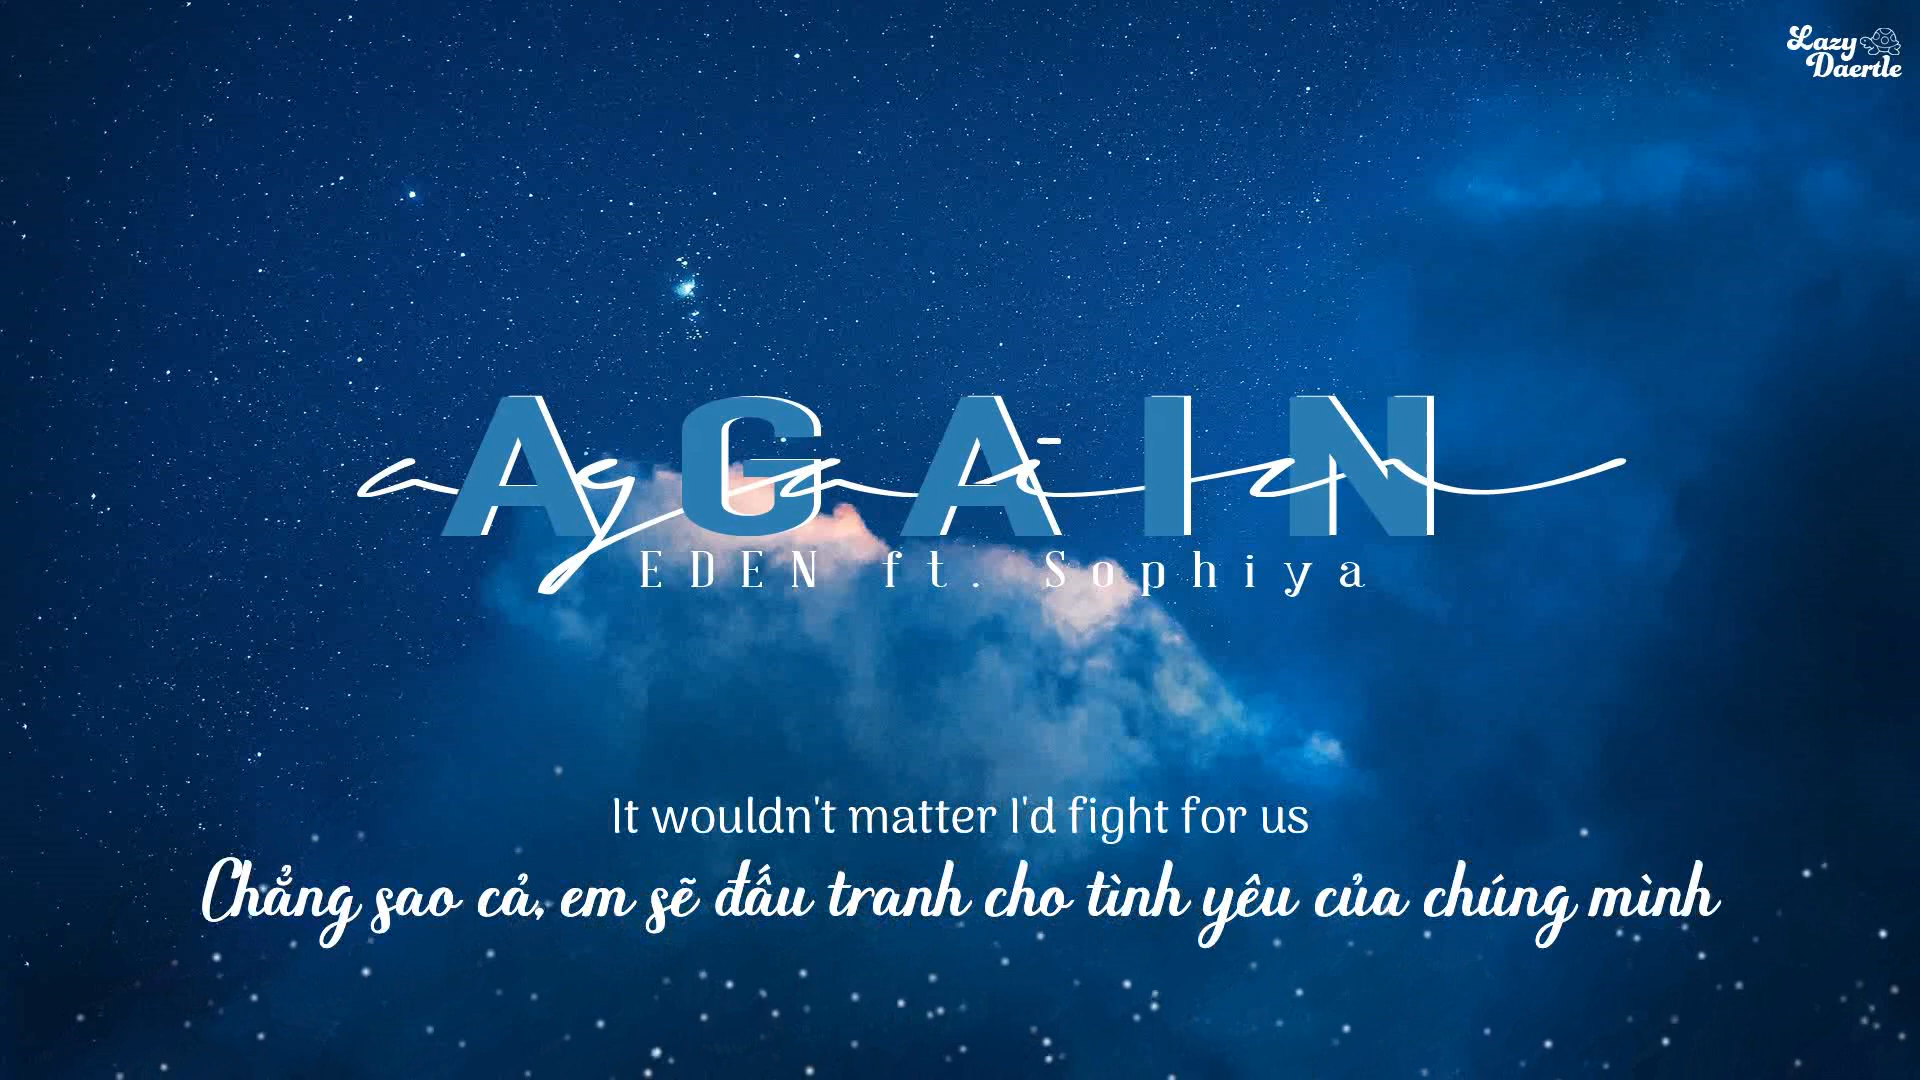 Lazy
Daertle
AGAIN
again
EDEN ft. Sophiya
It wouldn't matter I'd fight for us
Chẳng sao cả, em sẽ đấu tranh cho tình yêu của chúng mình